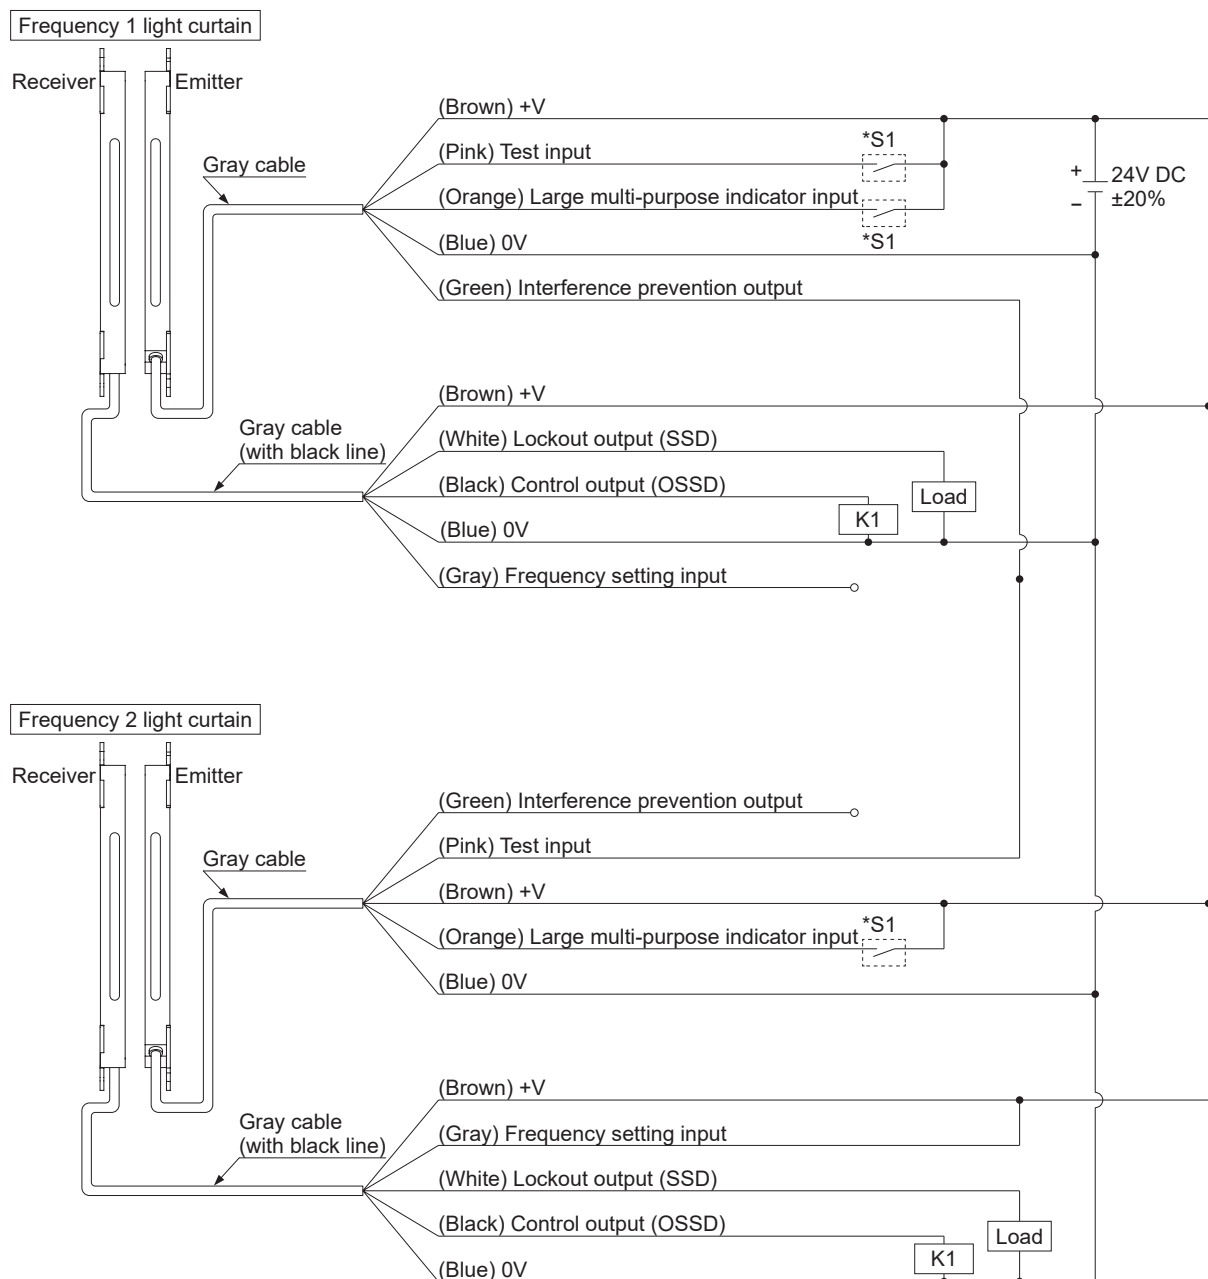 Frequency 1 light curtain
Receiver
Emitter
Gray cable
(Brown) +V
(Pink) Test input
*S1
(Orange) Large multi-purpose indicator input
*S1
(Blue) 0V
(Green) Interference prevention output
+
−
24V DC
±20%
Gray cable
(with black line)
(Brown) +V
(White) Lockout output (SSD)
(Black) Control output (OSSD)
(Blue) 0V
(Gray) Frequency setting input
K1
Load
Frequency 2 light curtain
Receiver
Emitter
Gray cable
(Green) Interference prevention output
(Pink) Test input
(Brown) +V
(Orange) Large multi-purpose indicator input
*S1
(Blue) 0V
Gray cable
(with black line)
(Brown) +V
(Gray) Frequency setting input
(White) Lockout output (SSD)
(Black) Control output (OSSD)
(Blue) 0V
K1
Load